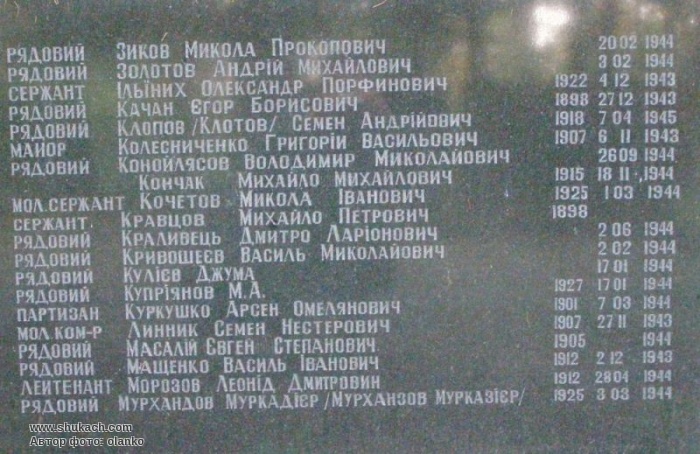 РЯДОВИЙ ЗИКОВ МИКОЛА ПРОКОПОВИЧ 20 02 1944
РЯДОВИЙ ЗОЛОТОВ АНДРІЙ МИХАЙЛОВИЧ 3 02 1944
СЕРЖАНТ ІЛЬЇНИХ ОЛЕКСАНДР ПОРФИНОВИЧ 1922 4 12 1943
РЯДОВИЙ КАЧАН ЄГОР БОРИСОВИЧ 1898 27 12 1943
РЯДОВИЙ КЛОПОВ /КЛОТОВ/ СЕМЕН АНДРІЙОВИЧ 1918 7 04 1945
МАЙОР КОЛЕСНИЧЕНКО ГРИГОРІЙ ВАСИЛЬОВИЧ 1907 6 11 1943
РЯДОВИЙ КОНОЙЛЯСОВ ВОЛОДИМИР МИКОЛАЙОВИЧ 26 09 1944
КОНЧАК МИХАЙЛО МИХАЙЛОВИЧ 1915 18 11 1944
МОЛ.СЕРЖАНТ КОЧЕТОВ МИКОЛА ІВАНОВИЧ 1925 1 03 1944
СЕРЖАНТ КРАВЦОВ МИХАЙЛО ПЕТРОВИЧ 1898
РЯДОВИЙ КРАЛИВЕЦЬ ДМИТРО ЛАРІОНОВИЧ 2 06 1944
РЯДОВИЙ КРИВОШЕЄВ ВАСИЛЬ МИКОЛАЙОВИЧ 2 02 1944
РЯДОВИЙ КУЛІЄВ ДЖУМА 17 01 1944
РЯДОВИЙ КУПРІЯНОВ М.А. 1927 17 01 1944
ПАРТИЗАН КУРКУШКО АРСЕН ОМЕЛЯНОВИЧ 1901 7 03 1944
МОЛ.КОМ-Р ЛИННИК СЕМЕН НЕСТЕРОВИЧ 1907 27 11 1943
РЯДОВИЙ МАСАЛІЙ ЄВГЕН СТЕПАНОВИЧ 1905 1944
РЯДОВИЙ МАЩЕНКО ВАСИЛЬ ІВАНОВИЧ 1912 2 12 1943
ЛЕЙТЕНАНТ МОРОЗОВ ЛЕОНІД ДМИТРОВИЧ 1912 28 04 1944
РЯДОВИЙ МУРХАНДОВ МУРКАДІЄР /МУРХАНЗОВ МУРКАЗІЄР/ 1925 3 03 1944
www.shukach.com
Автор фото: olanko